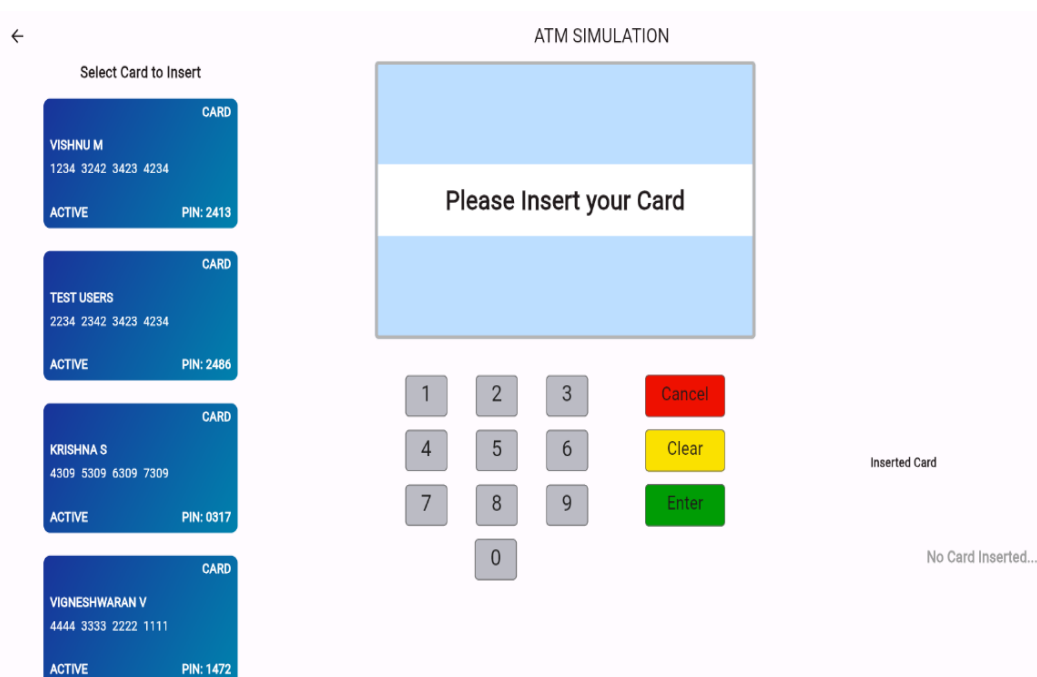 ←
ATM SIMULATION
Select Card to Insert
CARD
VISHNU M
1234 3242 3423 4234
ACTIVE PIN: 2413
CARD
TEST USERS
2234 2342 3423 4234
ACTIVE PIN: 2486
CARD
KRISHNA S
4309 5309 6309 7309
ACTIVE PIN: 0317
CARD
VIGNESHWARAN V
4444 3333 2222 1111
ACTIVE PIN: 1472
Please Insert your Card
1 2 3 Cancel
4 5 6 Clear
7 8 9 Enter
0
Inserted Card
No Card Inserted...